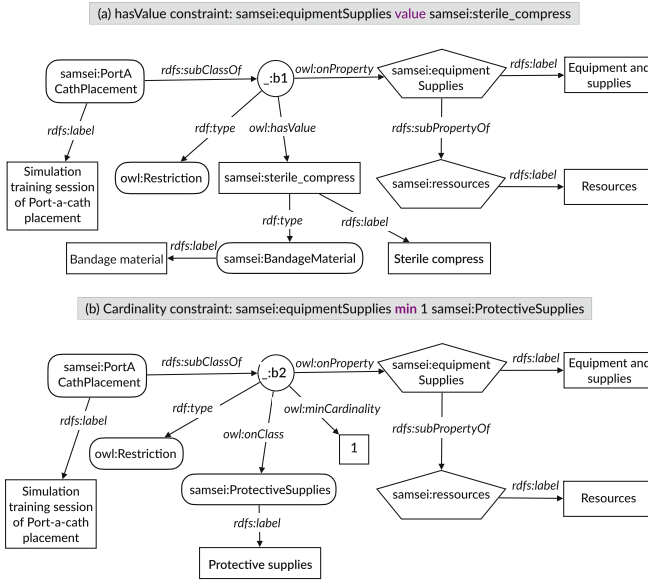 (a) hasValue constraint: samsei:equipmentSupplies value samsei:sterile_compress
samsei:PortA
CathPlacement
rdfs:subClassOf
_:b1
owl:onProperty
samsei:equipment
Supplies
rdfs:label
Equipment and
supplies
rdfs:label
rdf:type
owl:hasValue
rdfs:subPropertyOf
Simulation
training session
of Port-a-cath
placement
owl:Restriction
samsei:sterile_compress
samsei:ressources
rdfs:label
Resources
rdf:type
rdfs:label
Bandage material
rdfs:label
samsei:BandageMaterial
Sterile compress
(b) Cardinality constraint: samsei:equipmentSupplies min 1 samsei:ProtectiveSupplies
samsei:PortA
CathPlacement
rdfs:subClassOf
_:b2
owl:onProperty
samsei:equipment
Supplies
rdfs:label
Equipment and
supplies
rdfs:label
rdf:type
owl:onClass
owl:minCardinality
rdfs:subPropertyOf
owl:Restriction
1
Simulation
training session
of Port-a-cath
placement
samsei:ProtectiveSupplies
samsei:ressources
rdfs:label
Resources
rdfs:label
Protective supplies